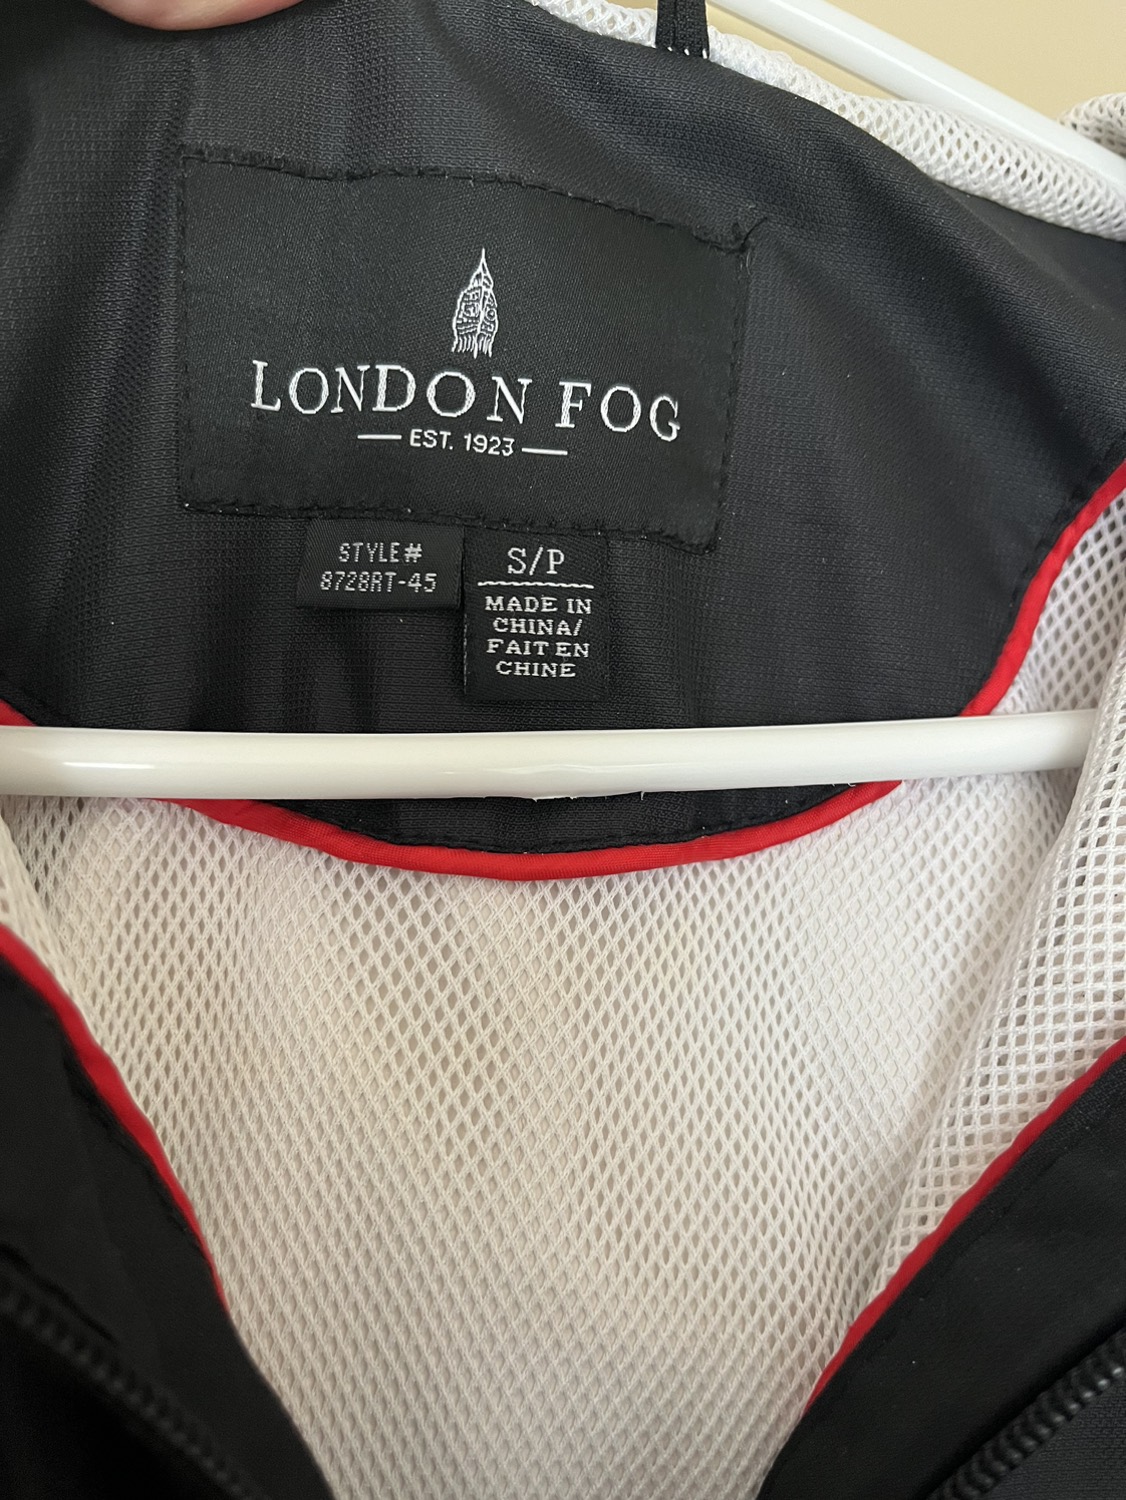 LONDON FOG
EST. 1923
STYLE#
8728RT-45
S/P
MADE IN
CHINA/
FAIT EN
CHINE